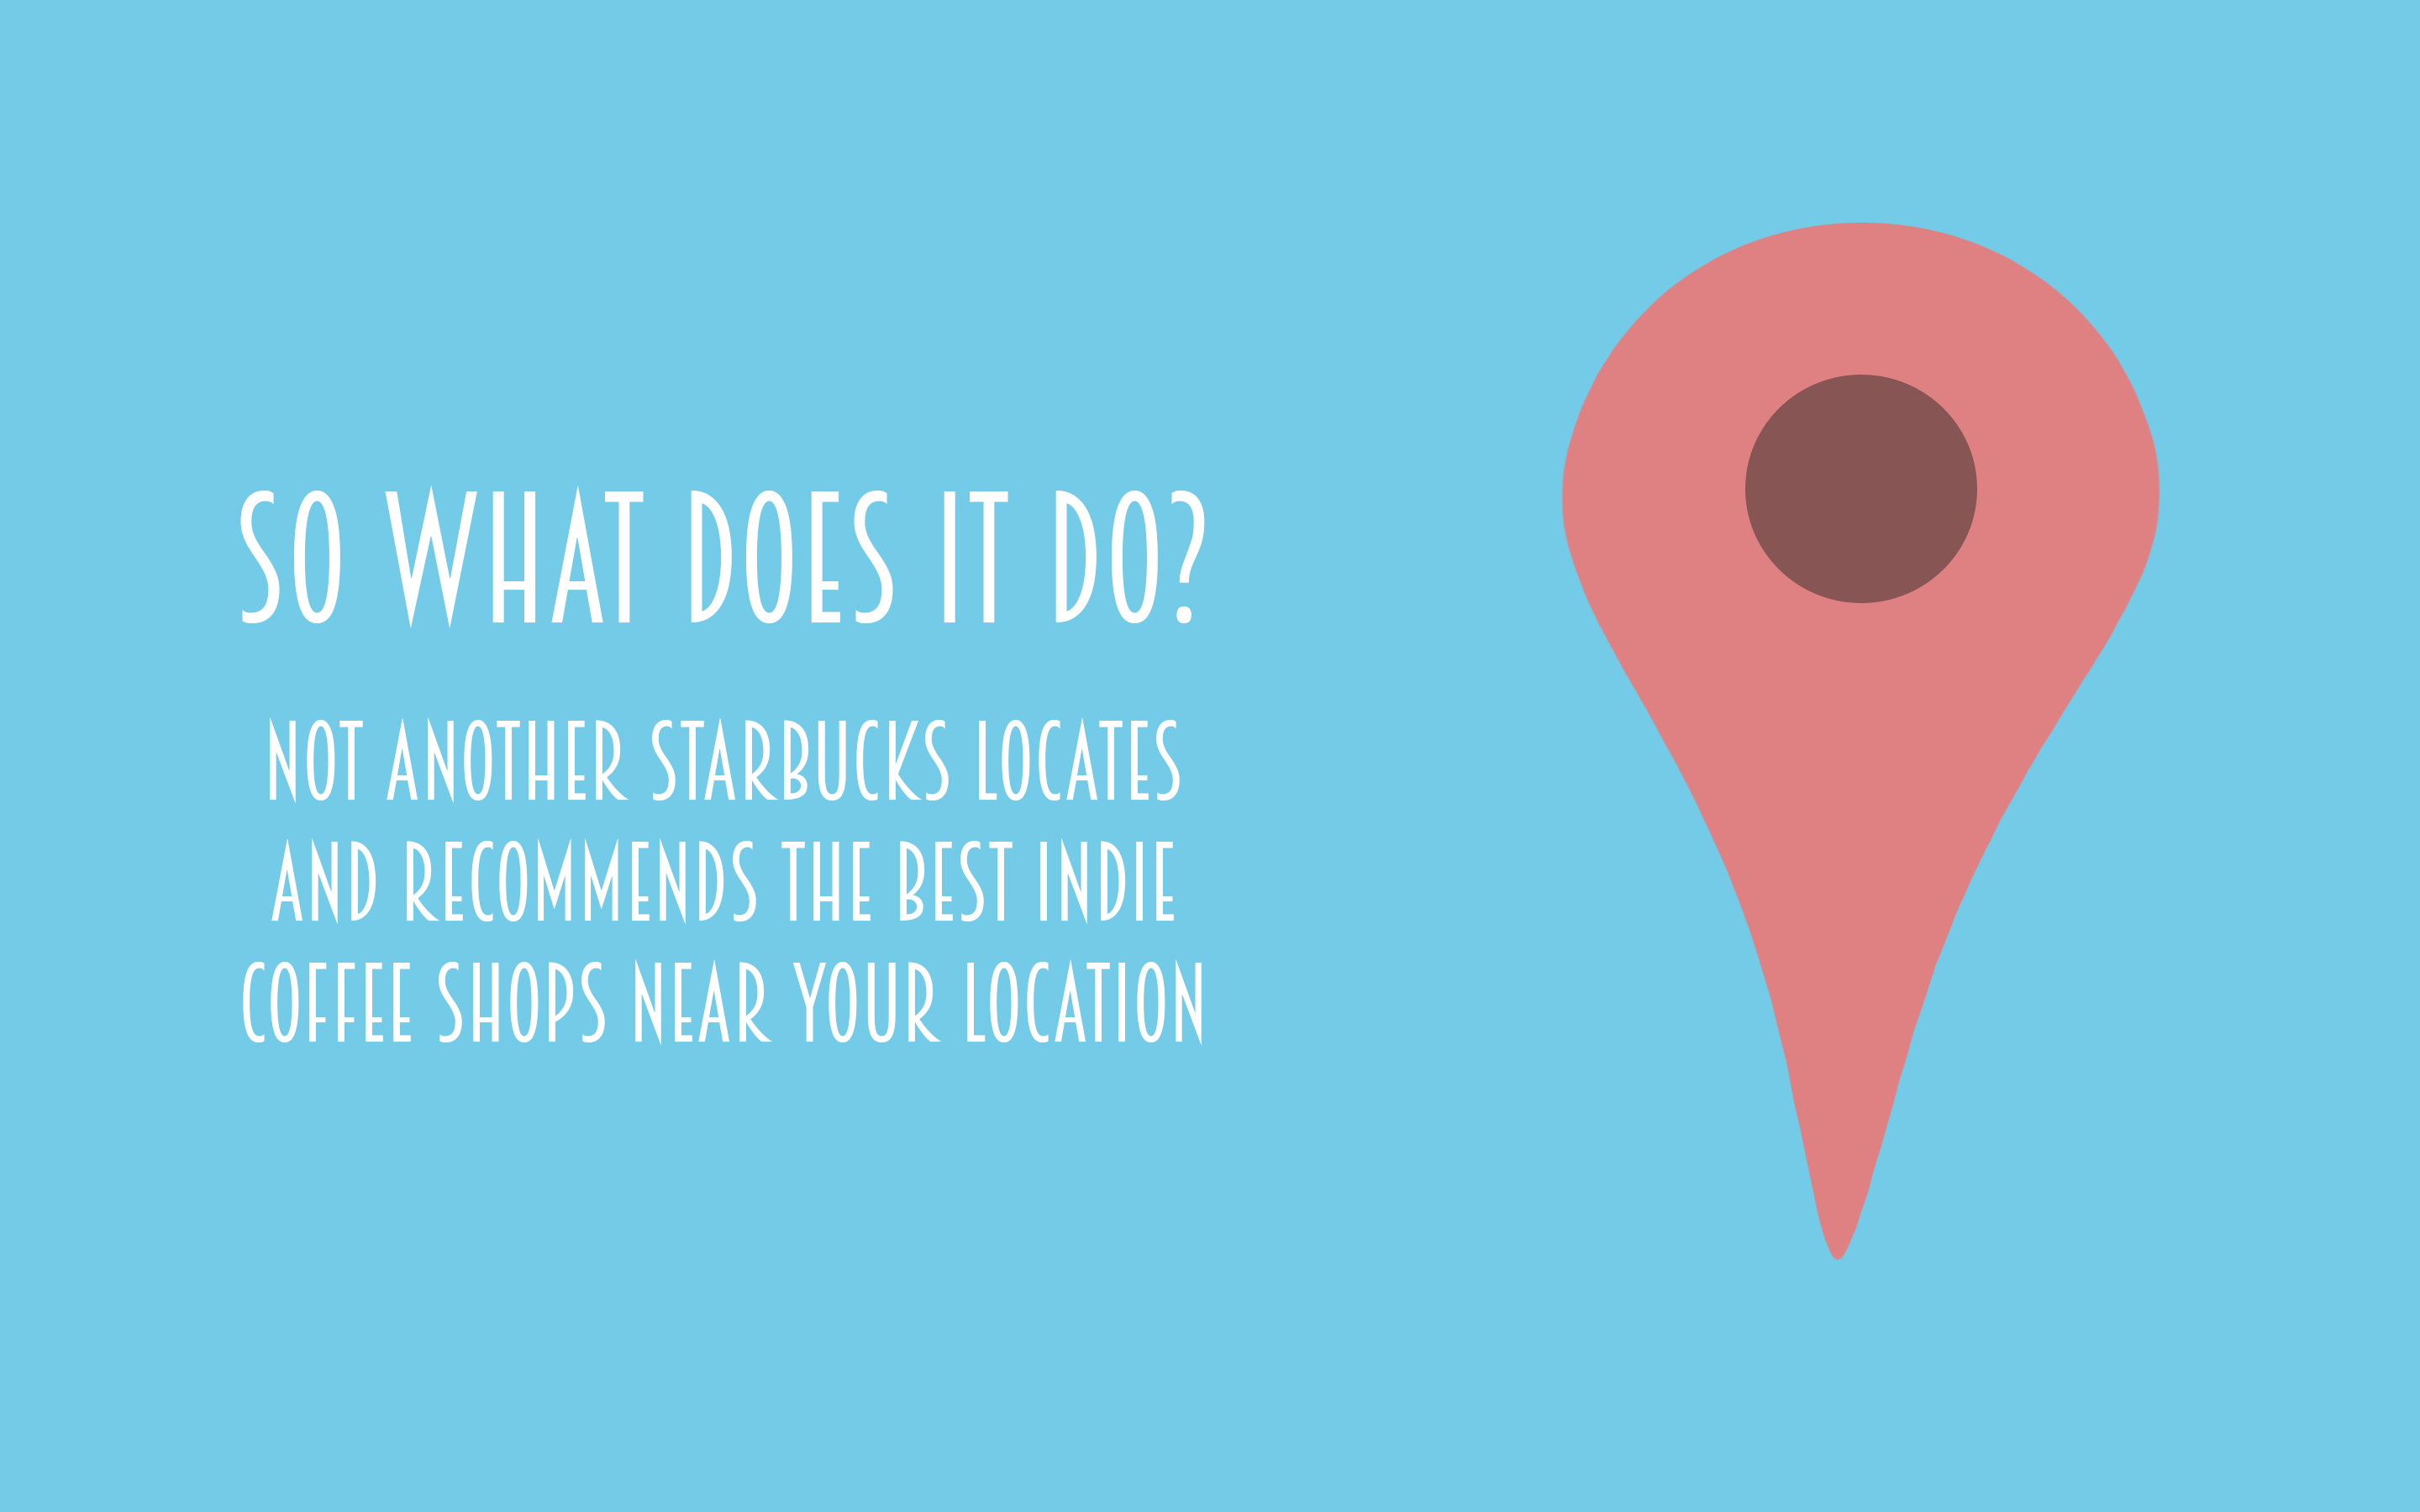 SO WHAT DOES IT DO?
NOT ANOTHER STARBUCKS LOCATES
AND RECOMMENDS THE BEST INDIE
COFFEE SHOPS NEAR YOUR LOCATION